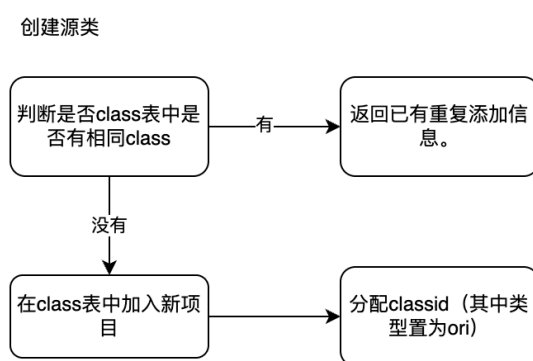 创建源类
判断是否class表中是
否有相同class
有
返回已有重复添加信
息。
没有
在class表中加入新项
目
分配classid（其中类
型置为ori）